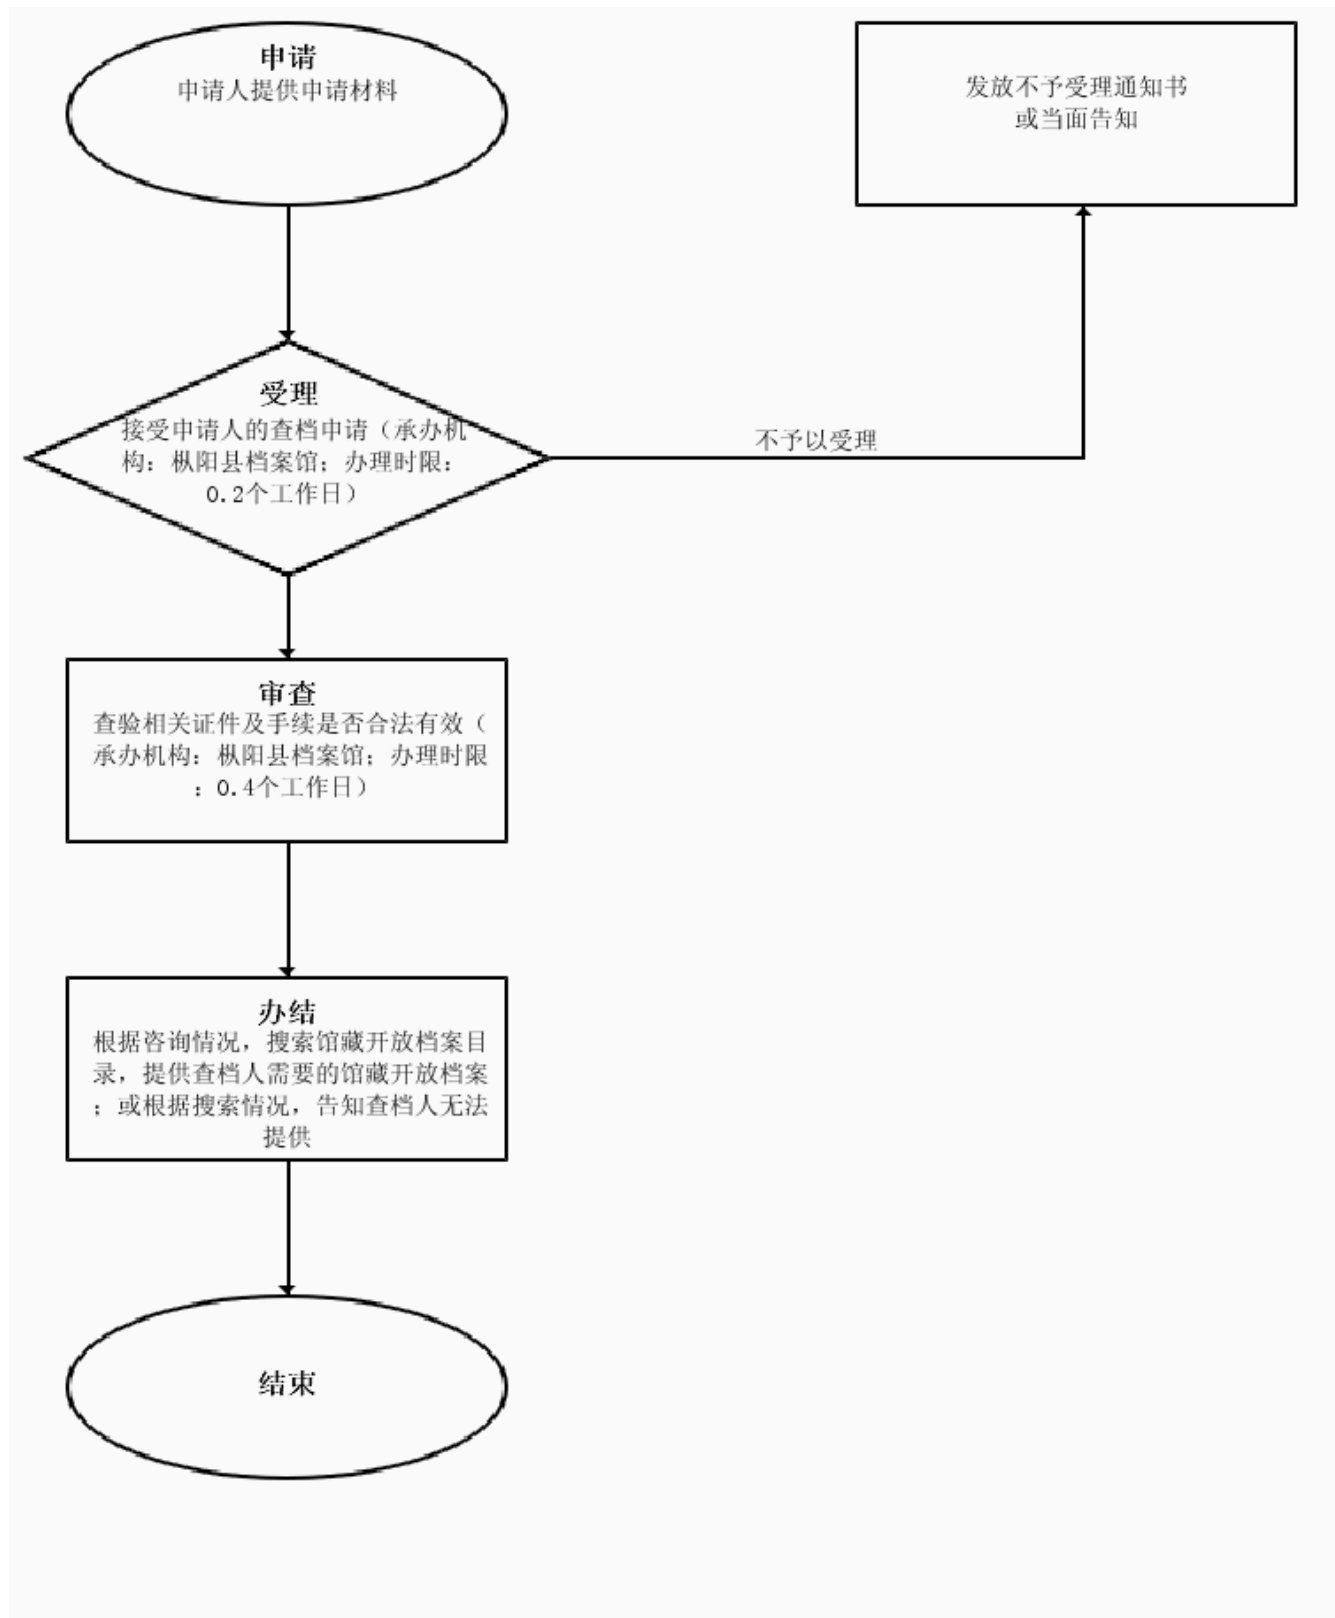 申请
申请人提供申请材料
发放不予受理通知书
或当面告知
受理
接受申请人的查档申请（承办机
构：枞阳县档案馆；办理时限：
0.2个工作日）
不予以受理
审查
查验相关证件及手续是否合法有效（
承办机构：枞阳县档案馆；办理时限
：0.4个工作日）
办结
根据咨询情况，搜索馆藏开放档案目
录，提供查档人需要的馆藏开放档案
；或根据搜索情况，告知查档人无法
提供
结束